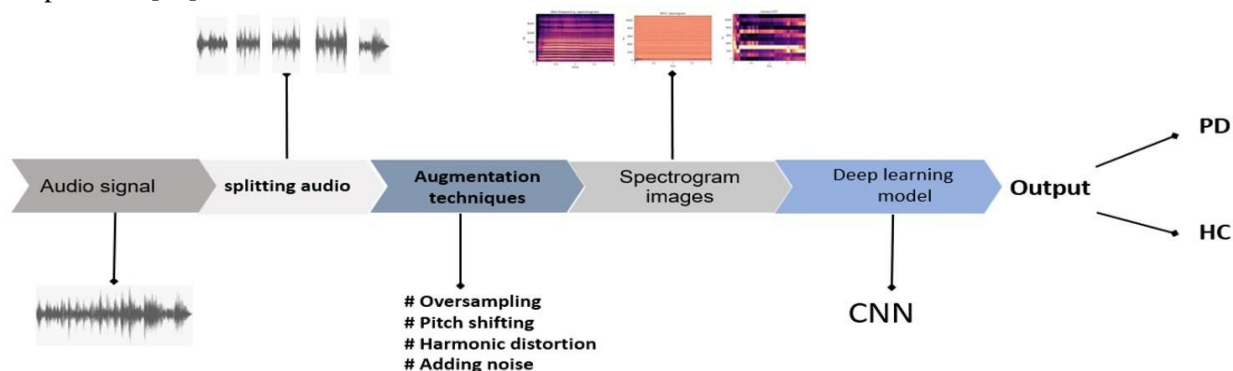 PD
Audio signal
splitting audio
Augmentation
techniques
Spectrogram
images
Deep learning
model
Output
HC
# Oversampling
# Pitch shifting
# Harmonic distortion
# Adding noise
CNN